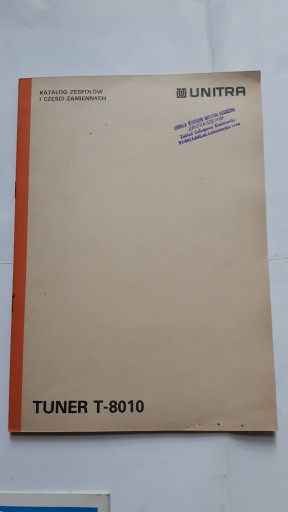 KATALOG ZESPOŁÓW
I CZĘŚCI ZAMIENNYCH
UNITRA
TUNER T-8010